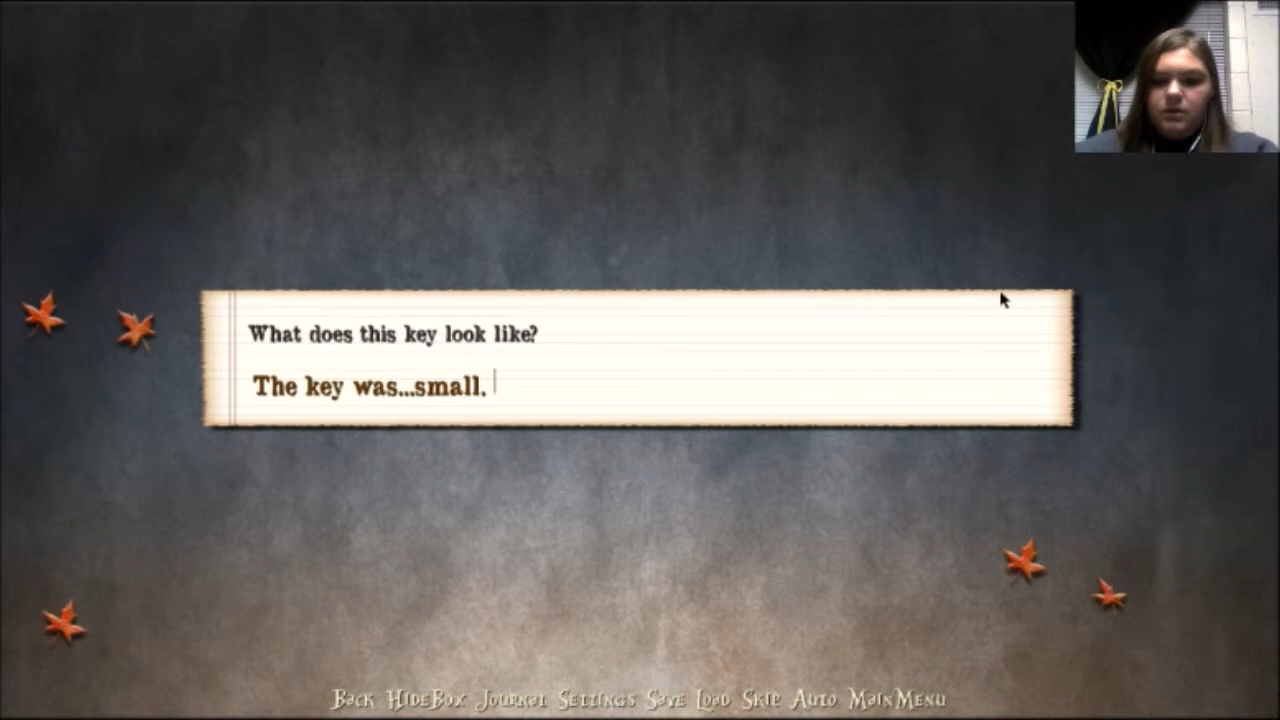 What does this key look like?
The key was...small.
Back HideBox Journal Settings Save Load Skip Auto MainMenu